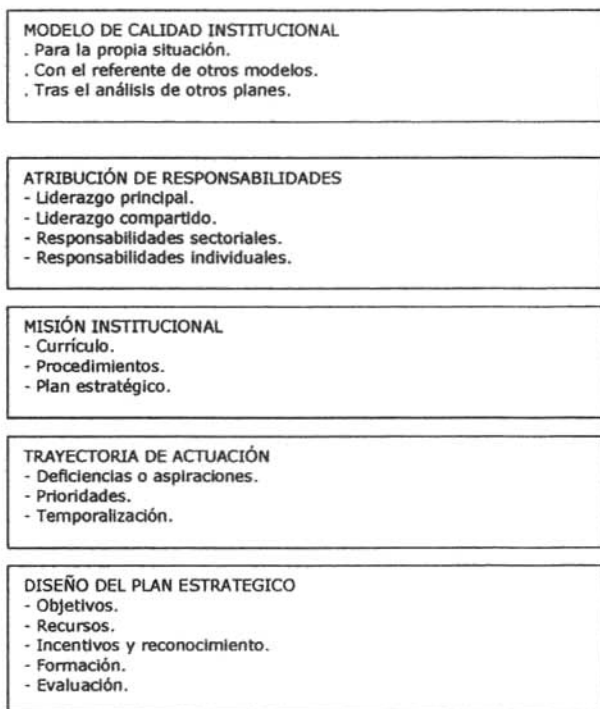 MODELO DE CALIDAD INSTITUCIONAL
. Para la propia situación.
. Con el referente de otros modelos.
. Tras el análisis de otros planes.
ATRIBUCIÓN DE RESPONSABILIDADES
- Liderazgo principal.
- Liderazgo compartido.
- Responsabilidades sectoriales.
- Responsabilidades individuales.
MISIÓN INSTITUCIONAL
- Currículo.
- Procedimientos.
- Plan estratégico.
TRAYECTORIA DE ACTUACIÓN
- Deficiencias o aspiraciones.
- Prioridades.
- Temporalización.
DISEÑO DEL PLAN ESTRATEGICO
- Objetivos.
- Recursos.
- Incentivos y reconocimiento.
- Formación.
- Evaluación.